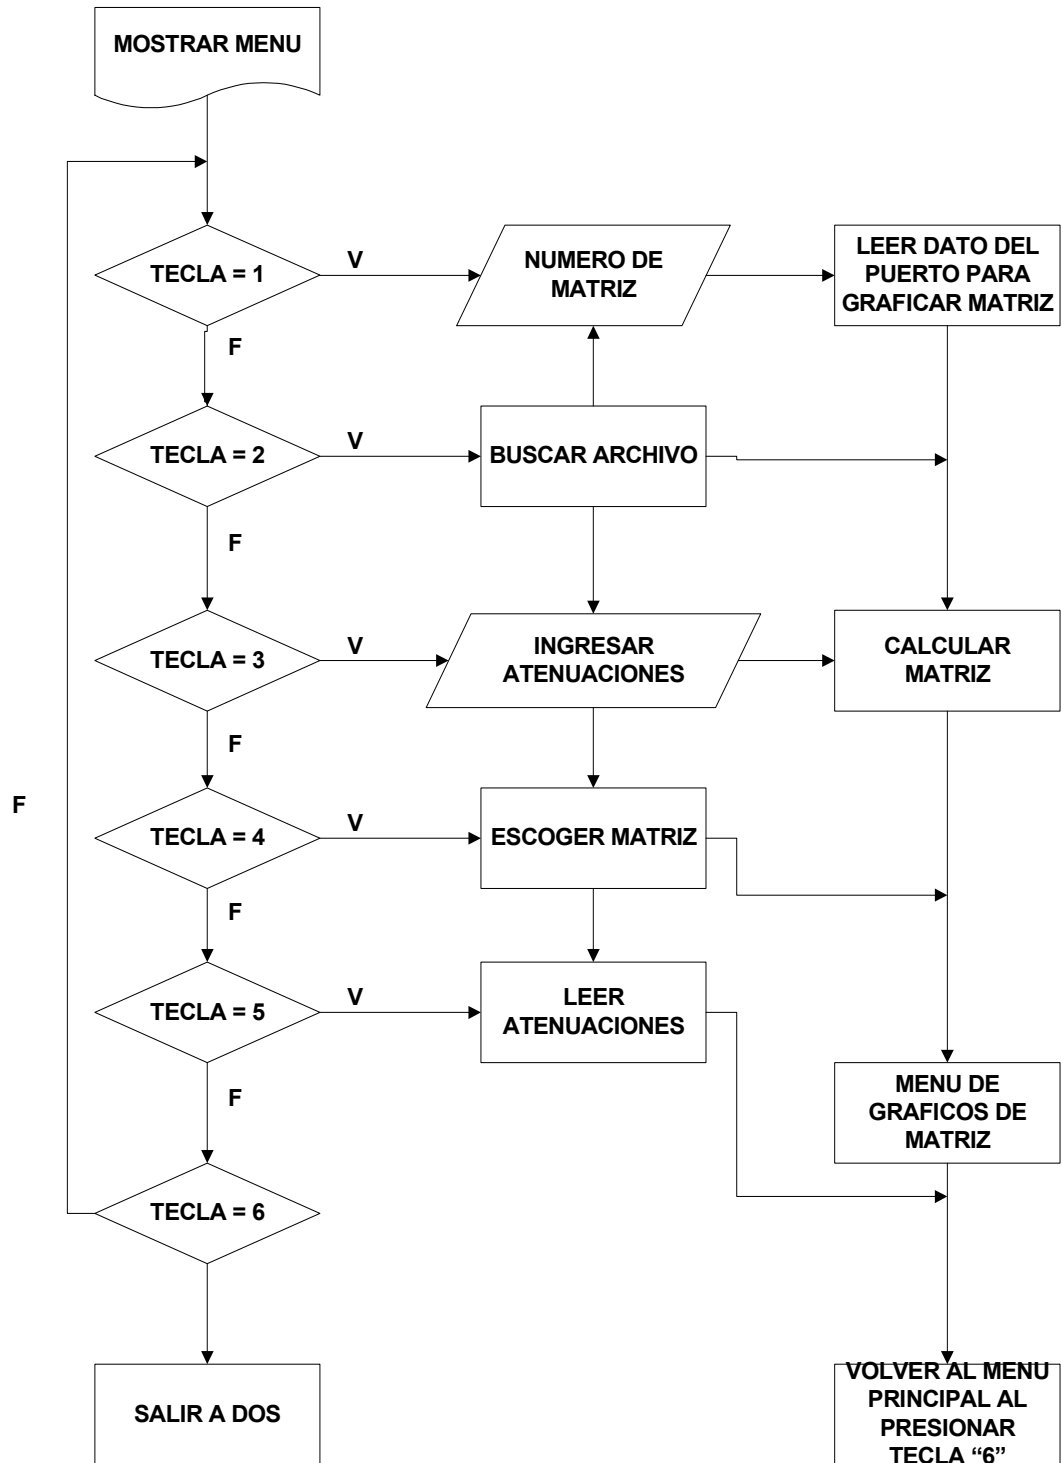 MOSTRAR MENU
TECLA = 1
V
NUMERO DE
MATRIZ
LEER DATO DEL
PUERTO PARA
GRAFICAR MATRIZ
F
TECLA = 2
V
BUSCAR ARCHIVO
F
TECLA = 3
V
INGRESAR
ATENUACIONES
CALCULAR
MATRIZ
F
F
TECLA = 4
V
ESCOGER MATRIZ
F
TECLA = 5
V
LEER
ATENUACIONES
F
MENU DE
GRAFICOS DE
MATRIZ
TECLA = 6
SALIR A DOS
VOLVER AL MENU
PRINCIPAL AL
PRESIONAR
TECLA “6”